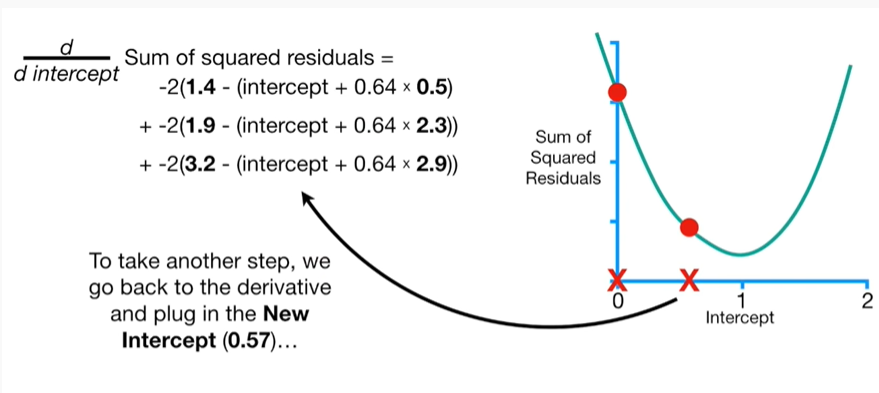 d
d intercept
Sum of squared residuals =
-2(1.4 - (intercept + 0.64 × 0.5)
+ -2(1.9 - (intercept + 0.64 × 2.3))
+ -2(3.2 - (intercept + 0.64 × 2.9))
To take another step, we
go back to the derivative
and plug in the New
Intercept (0.57)…
Sum of
Squared
Residuals
X X
0 1 2
Intercept